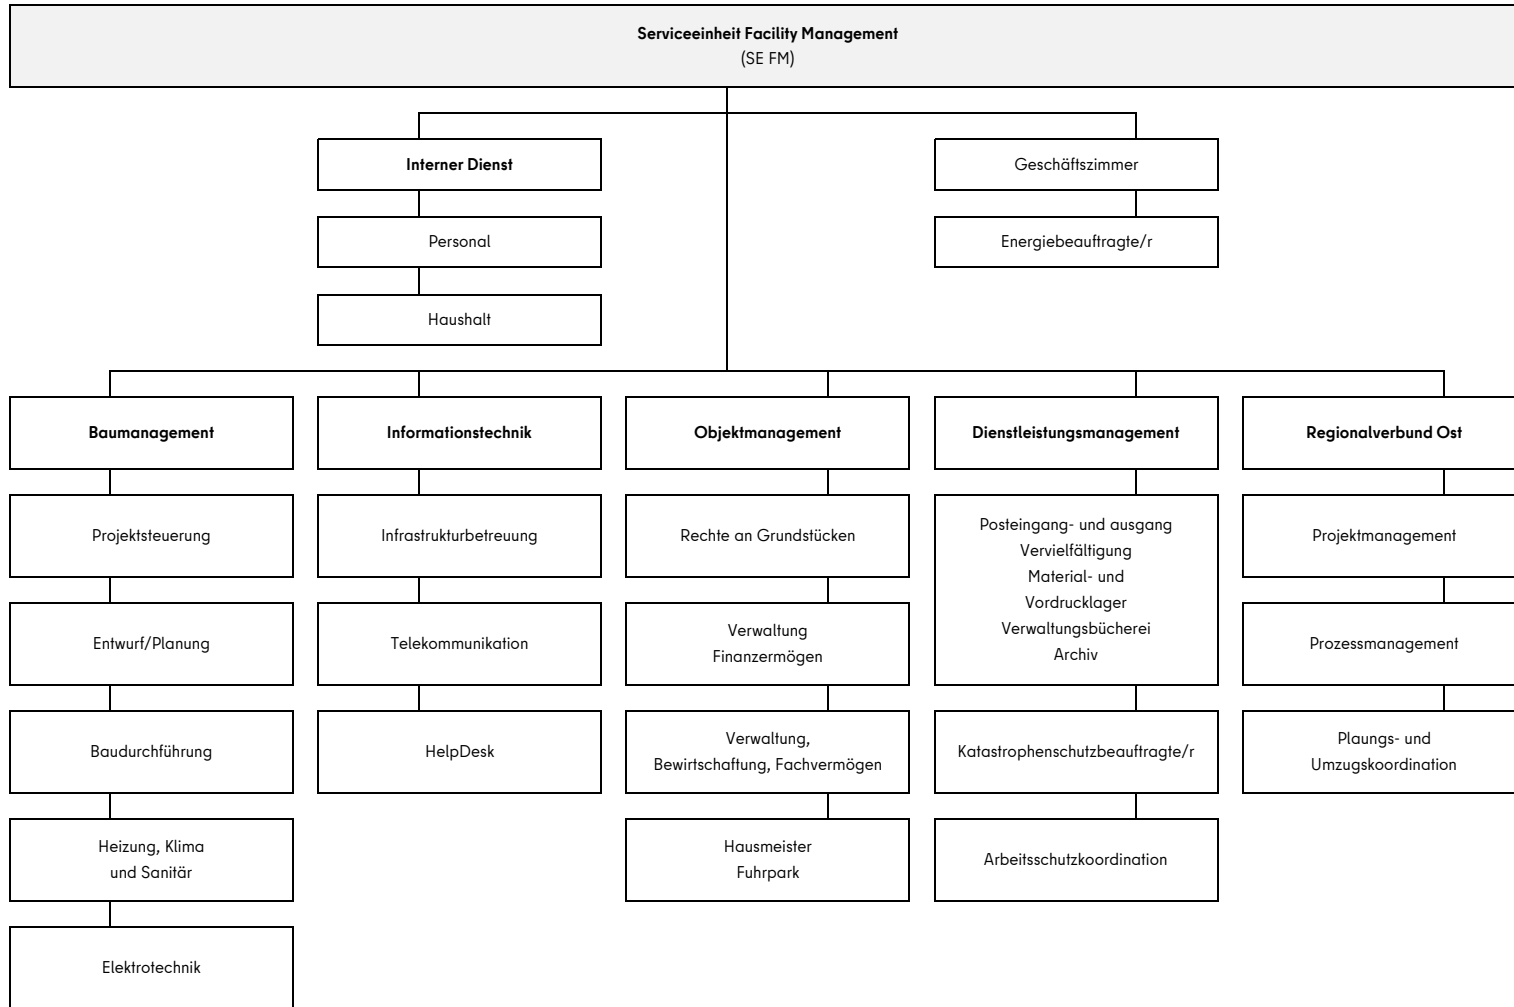 Serviceeinheit Facility Management
(SE FM)
Interner Dienst
Personal
Haushalt
Geschäftszimmer
Energiebeauftragte/r
Baumanagement
Projektsteuerung
Entwurf/Planung
Baudurchführung
Heizung, Klima
und Sanitär
Elektrotechnik
Informationstechnik
Infrastrukturbetreuung
Telekommunikation
HelpDesk
Objektmanagement
Rechte an Grundstücken
Verwaltung
Finanzermögen
Verwaltung,
Bewirtschaftung, Fachvermögen
Hausmeister
Fuhrpark
Dienstleistungsmanagement
Posteingang- und ausgang
Vervielfältigung
Material- und
Vordrucklager
Verwaltungsbücherei
Archiv
Katastrophenschutzbeauftragte/r
Arbeitsschutzkoordination
Regionalverbund Ost
Projektmanagement
Prozessmanagement
Plaungs- und
Umzugskoordination